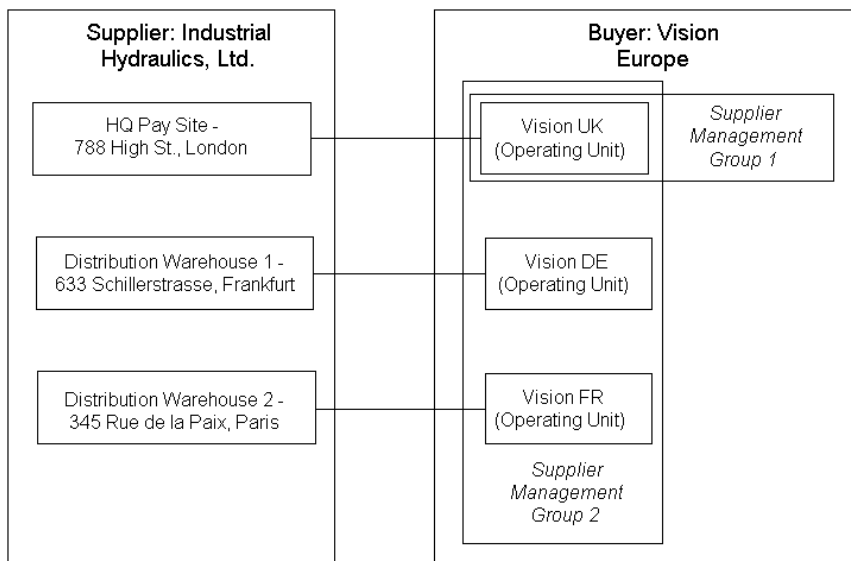 Supplier: Industrial
Hydraulics, Ltd.
Buyer: Vision
Europe
HQ Pay Site -
788 High St., London
Vision UK
(Operating Unit)
Supplier
Management
Group 1
Distribution Warehouse 1 -
633 Schillerstrasse, Frankfurt
Vision DE
(Operating Unit)
Distribution Warehouse 2 -
345 Rue de la Paix, Paris
Vision FR
(Operating Unit)
Supplier
Management
Group 2